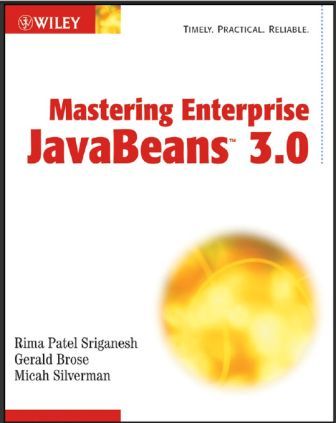 WILEY
TIMELY. PRACTICAL. RELIABLE.
Mastering Enterprise
JavaBeans™ 3.0
Rima Patel Sriganesh
Gerald Brose
Micah Silverman